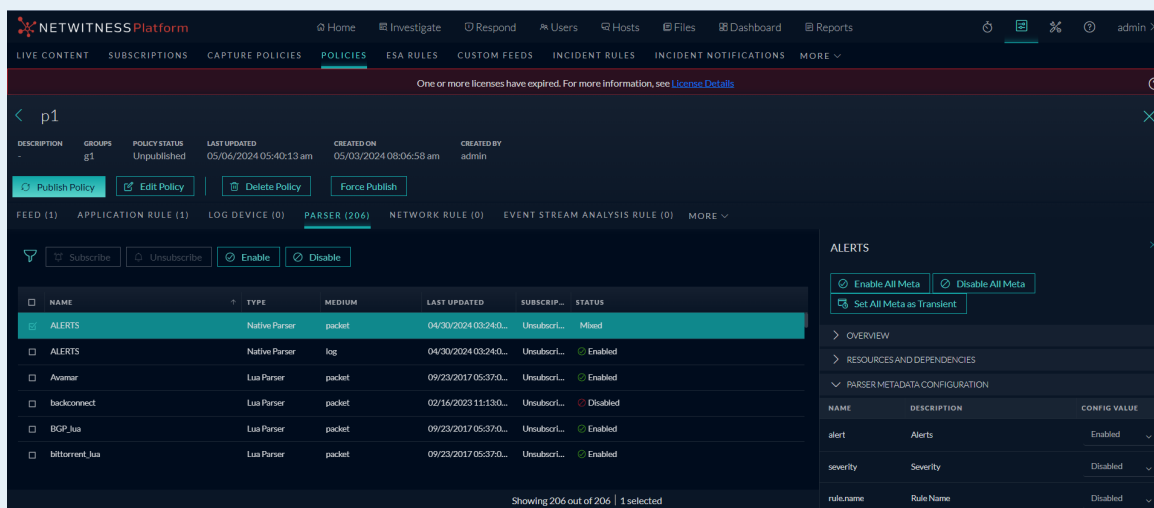 NETWITNESS Platform
Home Investigate Respond Users Hosts Files Dashboard Reports admin
LIVE CONTENT SUBSCRIPTIONS CAPTURE POLICIES POLICIES ESA RULES CUSTOM FEEDS INCIDENT RULES INCIDENT NOTIFICATIONS MORE
One or more licenses have expired. For more information, see License Details
p1
DESCRIPTION GROUPS POLICY STATUS LAST UPDATED CREATED ON CREATED BY
- g1 Unpublished 05/06/2024 05:40:13 am 05/03/2024 08:06:58 am admin
Publish Policy Edit Policy Delete Policy Force Publish
FEED (1) APPLICATION RULE (1) LOG DEVICE (0) PARSER (206) NETWORK RULE (0) EVENT STREAM ANALYSIS RULE (0) MORE
Subscribe Unsubscribe Enable Disable
NAME TYPE MEDIUM LAST UPDATED SUBSCRIP... STATUS
ALERTS Native Parser packet 04/30/2024 03:24:0... Unsubscri... Mixed
ALERTS Native Parser log 04/30/2024 03:24:0... Unsubscri... Enabled
Avamar Lua Parser packet 09/23/2017 05:37:0... Unsubscri... Enabled
backconnect Lua Parser packet 02/16/2023 11:13:0... Unsubscri... Disabled
BGP_lua Lua Parser packet 09/23/2017 05:37:0... Unsubscri... Enabled
bittorrent_lua Lua Parser packet 09/23/2017 05:37:0... Unsubscri... Enabled
Showing 206 out of 206 | 1 selected
ALERTS
Enable All Meta Disable All Meta
Set All Meta as Transient
OVERVIEW
RESOURCES AND DEPENDENCIES
PARSER METADATA CONFIGURATION
NAME DESCRIPTION CONFIG VALUE
alert Alerts Enabled
severity Severity Disabled
rule.name Rule Name Disabled